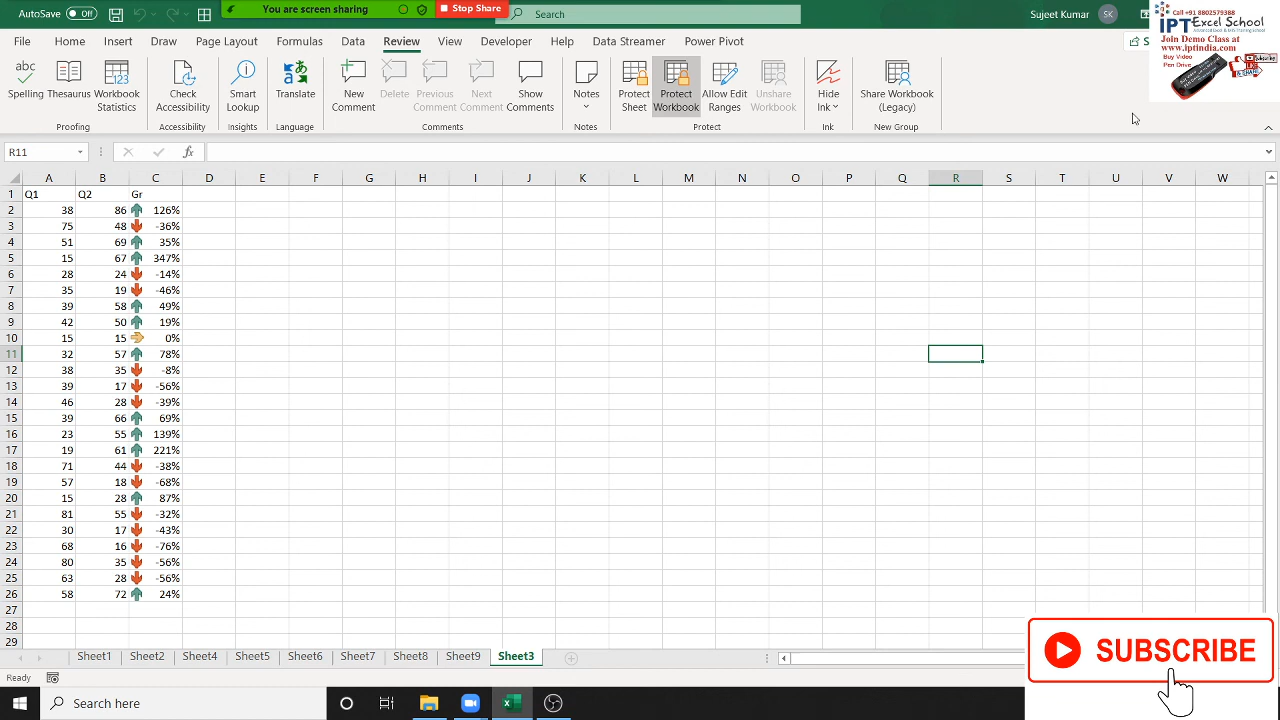 AutoSave Off
You are screen sharing
Stop Share
Search
Sujeet Kumar
SK
Call +91 8802579388
IPT Excel School
Advanced Excel & MIS Training School
Join Demo Class at
www.iptindia.com
Buy Video
Pen Drive
File Home Insert Draw Page Layout Formulas Data Review View Developer Help Data Streamer Power Pivot
Spelling Thesaurus Workbook Statistics Check Accessibility Smart Lookup Translate New Comment Delete Previous Comment Next Comment Show Comments Notes Protect Sheet Protect Workbook Allow Edit Ranges Unshare Workbook Hide Ink Share Workbook (Legacy)
Proofing Accessibility Insights Language Comments Notes Protect Ink New Group
R11 fx
A B C D E F G H I J K L M N O P Q R S T U V W
1 Q1 Q2 Gr
2 38 86 126%
3 75 48 -36%
4 51 69 35%
5 15 67 347%
6 28 24 -14%
7 35 19 -46%
8 39 58 49%
9 42 50 19%
10 15 15 0%
11 32 57 78%
12 38 35 -8%
13 39 17 -56%
14 46 28 -39%
15 39 66 69%
16 23 55 139%
17 19 61 221%
18 71 44 -38%
19 57 18 -68%
20 15 28 87%
21 81 55 -32%
22 30 17 -43%
23 68 16 -76%
24 80 35 -56%
25 63 28 -56%
26 58 72 24%
27
28
29
Sheet1 Sheet2 Sheet4 Sheet5 Sheet6 Sheet7 Sheet8 Sheet9 Sheet3
SUBSCRIBE
Ready
Type here to search